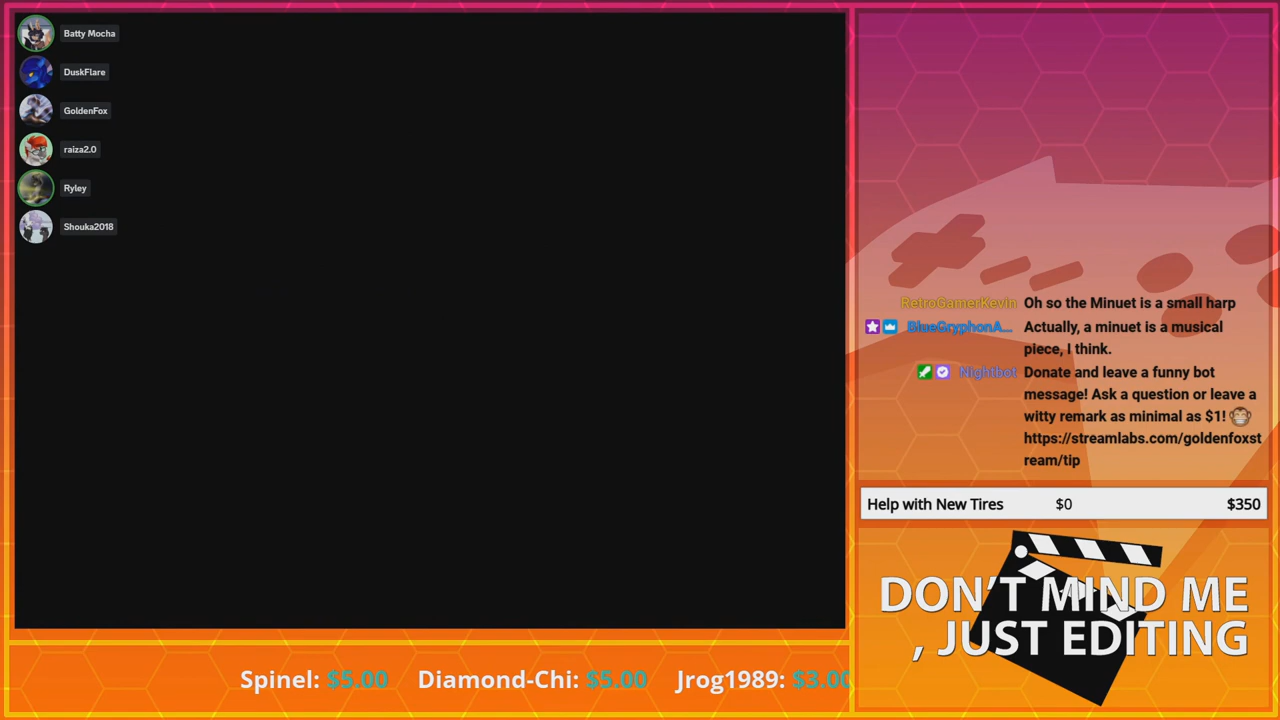 Batty Mocha
DuskFlare
GoldenFox
raiza2.0
Ryley
Shouka2018
RetroGamerKevin Oh so the Minuet is a small harp
BlueGryphonA... Actually, a minuet is a musical
piece, I think.
Nightbot Donate and leave a funny bot
message! Ask a question or leave a
witty remark as minimal as $1!
https://streamlabs.com/goldenfoxst
ream/tip
Help with New Tires $0 $350
DON'T MIND ME
, JUST EDITING
Spinel: $5.00 Diamond-Chi: $5.00 Jrog1989: $3.00